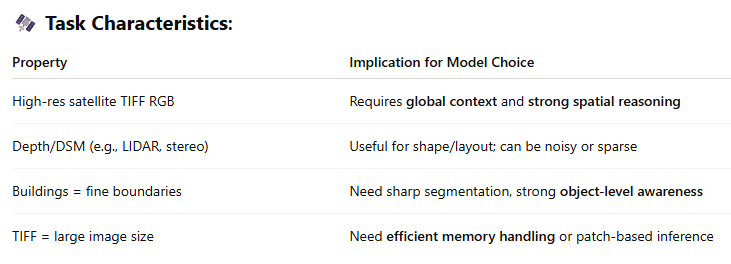 🛰️ Task Characteristics:
Property Implication for Model Choice
High-res satellite TIFF RGB Requires global context and strong spatial reasoning
Depth/DSM (e.g., LIDAR, stereo) Useful for shape/layout; can be noisy or sparse
Buildings = fine boundaries Need sharp segmentation, strong object-level awareness
TIFF = large image size Need efficient memory handling or patch-based inference